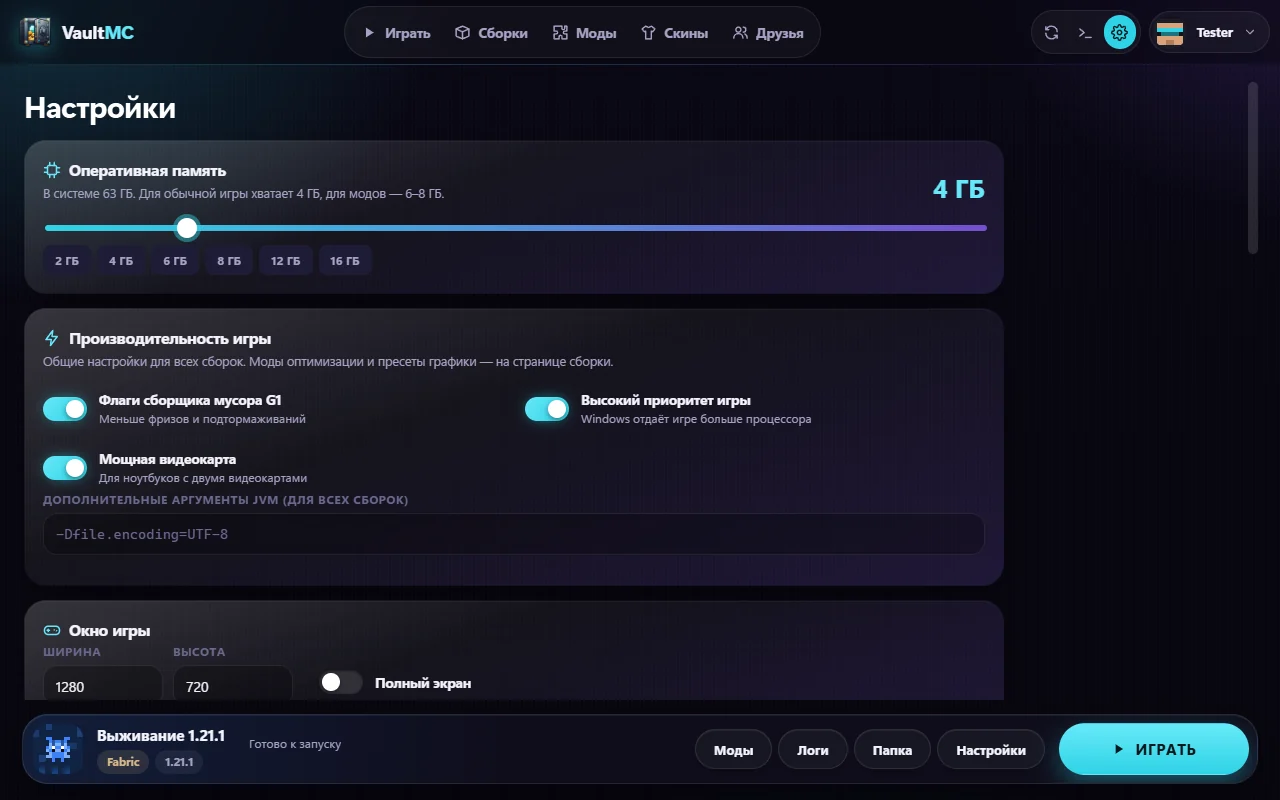 VaultMC
Играть Сборки Моды Скины Друзья
Tester
Настройки
Оперативная память
В системе 63 ГБ. Для обычной игры хватает 4 ГБ, для модов — 6–8 ГБ.
4 ГБ
2 ГБ 4 ГБ 6 ГБ 8 ГБ 12 ГБ 16 ГБ
Производительность игры
Общие настройки для всех сборок. Моды оптимизации и пресеты графики — на странице сборки.
Флаги сборщика мусора G1
Меньше фризов и подтормаживаний
Высокий приоритет игры
Windows отдаёт игре больше процессора
Мощная видеокарта
Для ноутбуков с двумя видеокартами
ДОПОЛНИТЕЛЬНЫЕ АРГУМЕНТЫ JVM (ДЛЯ ВСЕХ СБОРОК)
-Dfile.encoding=UTF-8
Окно игры
ШИРИНА ВЫСОТА
1280 720 Полный экран
Выживание 1.21.1
Fabric 1.21.1
Готово к запуску
Моды Логи Папка Настройки ИГРАТЬ